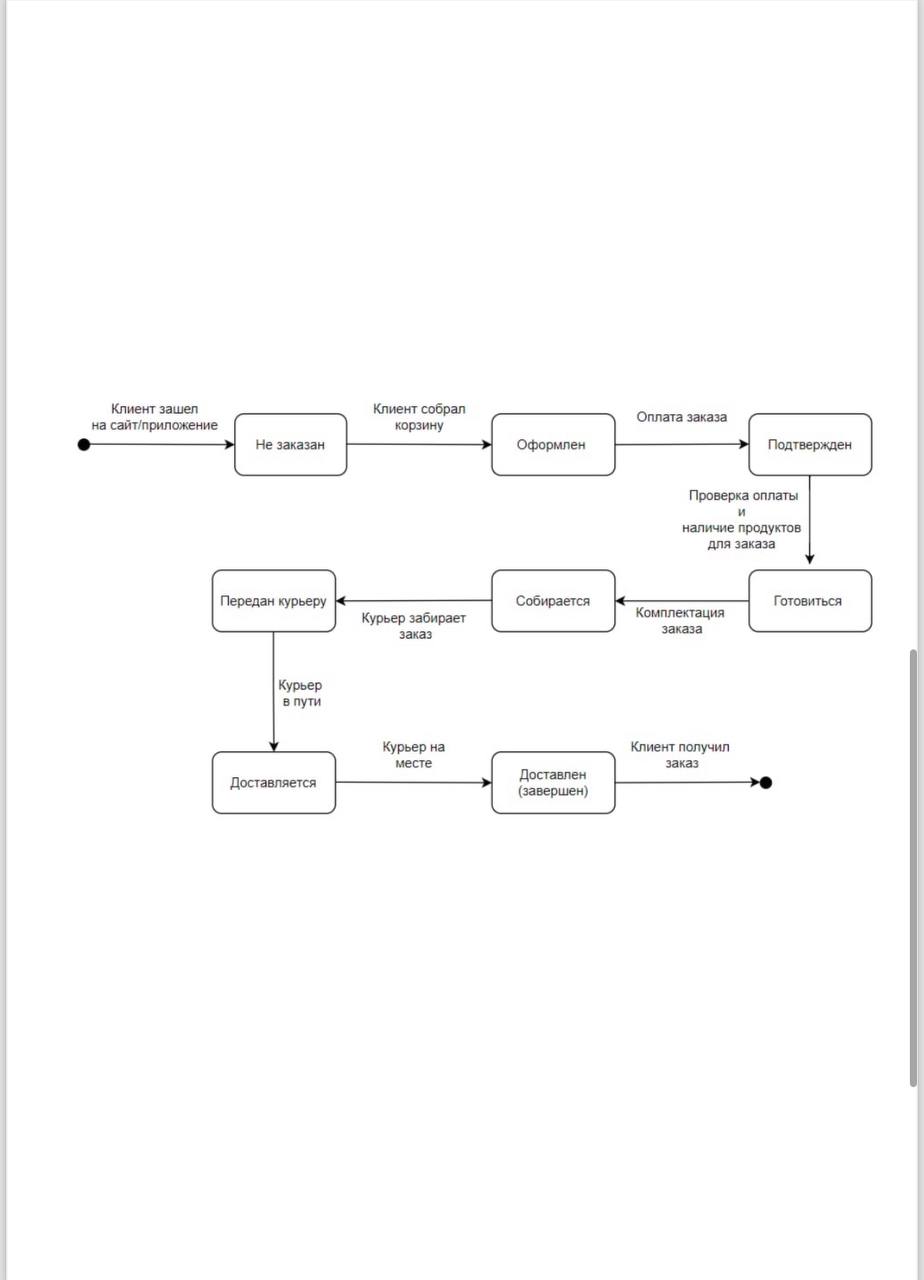 Клиент зашел
на сайт/приложение
Не заказан
Клиент собрал
корзину
Оформлен
Оплата заказа
Подтвержден
Проверка оплаты
и
наличие продуктов
для заказа
Готовиться
Комплектация
заказа
Собирается
Курьер забирает
заказ
Передан курьеру
Курьер
в пути
Доставляется
Курьер на
месте
Доставлен
(завершен)
Клиент получил
заказ